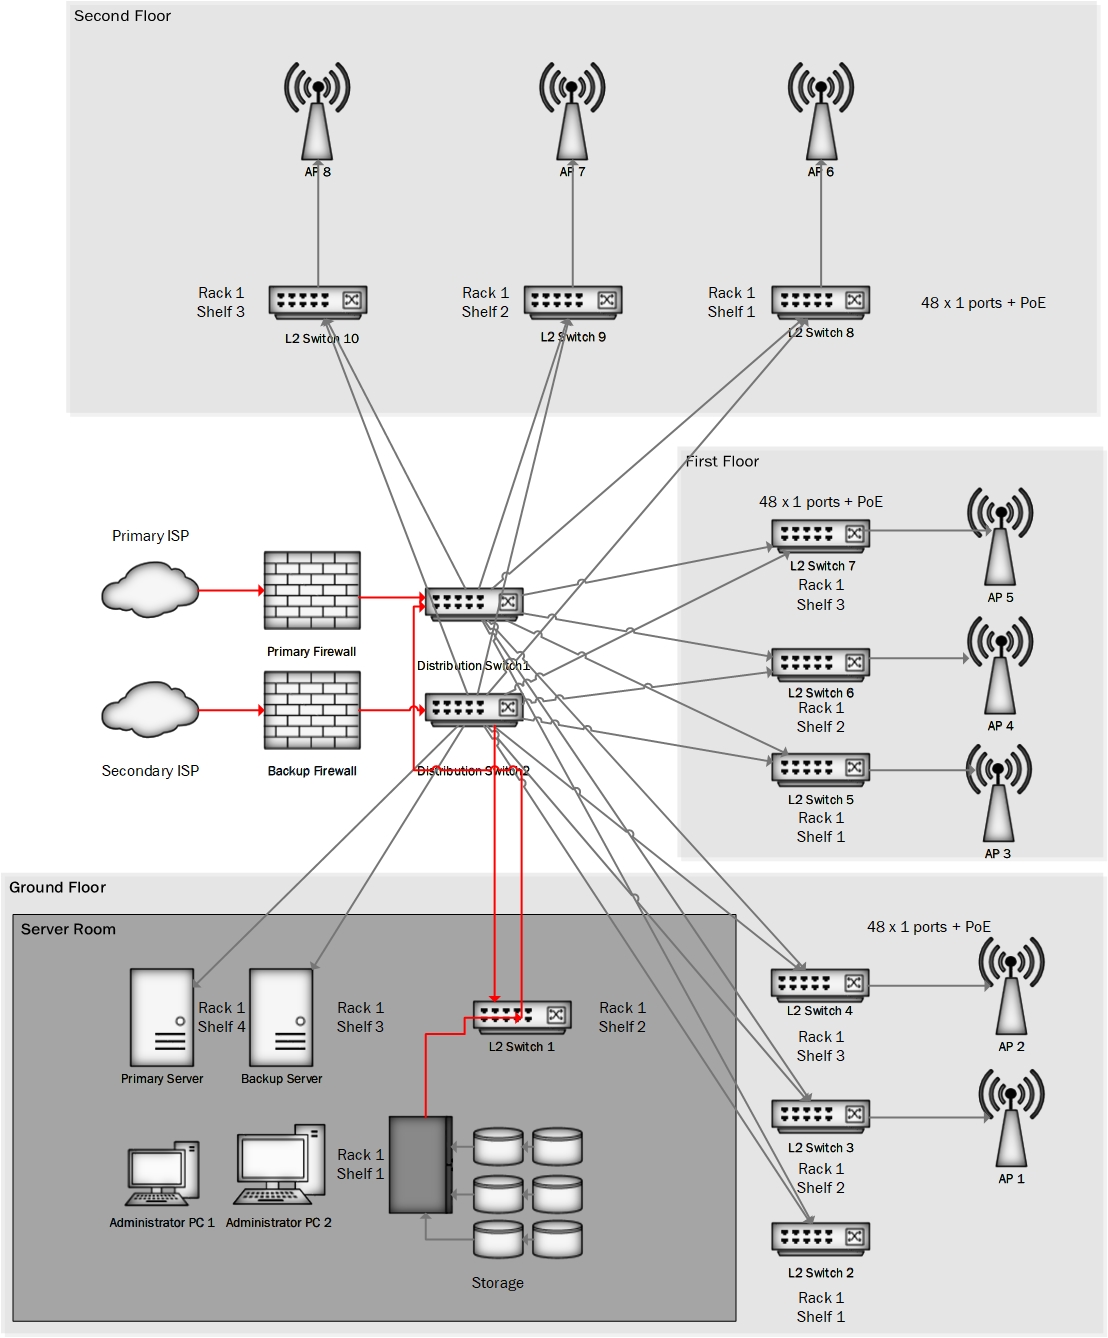 Second Floor
AP 8
AP 7
AP 6
Rack 1
Shelf 3
Rack 1
Shelf 2
Rack 1
Shelf 1
48 x 1 ports + PoE
L2 Switch 10
L2 Switch 9
L2 Switch 8
First Floor
48 x 1 ports + PoE
L2 Switch 7
Rack 1
Shelf 3
AP 5
L2 Switch 6
Rack 1
Shelf 2
AP 4
L2 Switch 5
Rack 1
Shelf 1
AP 3
Primary ISP
Primary Firewall
Distribution Switch1
Secondary ISP
Backup Firewall
Distribution Switch2
Ground Floor
Server Room
48 x 1 ports + PoE
Rack 1
Shelf 4
Rack 1
Shelf 3
Rack 1
Shelf 2
Primary Server
Backup Server
L2 Switch 1
Rack 1
Shelf 1
Administrator PC 1
Administrator PC 2
Storage
L2 Switch 4
Rack 1
Shelf 3
AP 2
L2 Switch 3
Rack 1
Shelf 2
AP 1
L2 Switch 2
Rack 1
Shelf 1